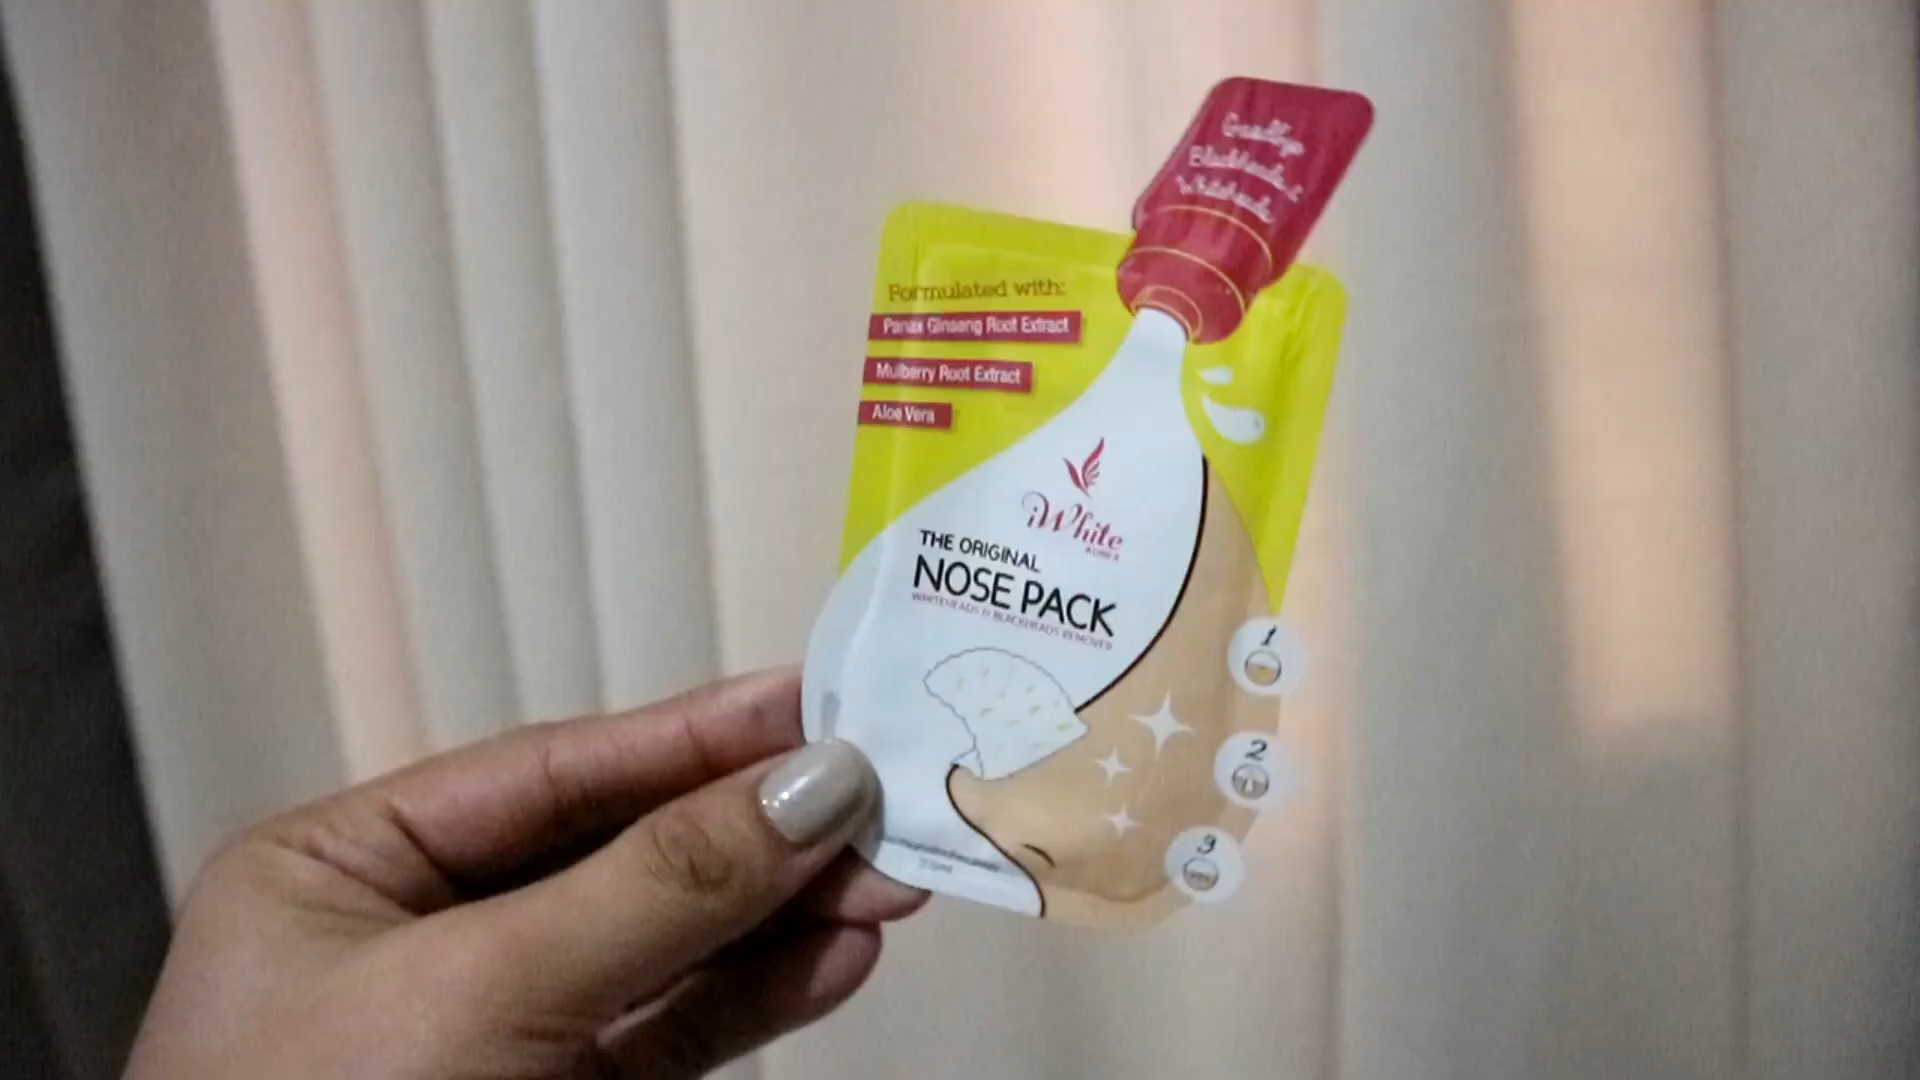 Goodbye
Blackheads &
Whiteheads
Formulated with:
Panax Ginseng Root Extract
Mulberry Root Extract
Aloe Vera
iWhite
KOREA
THE ORIGINAL
NOSE PACK
WHITEHEADS & BLACKHEADS REMOVER
1
2
3